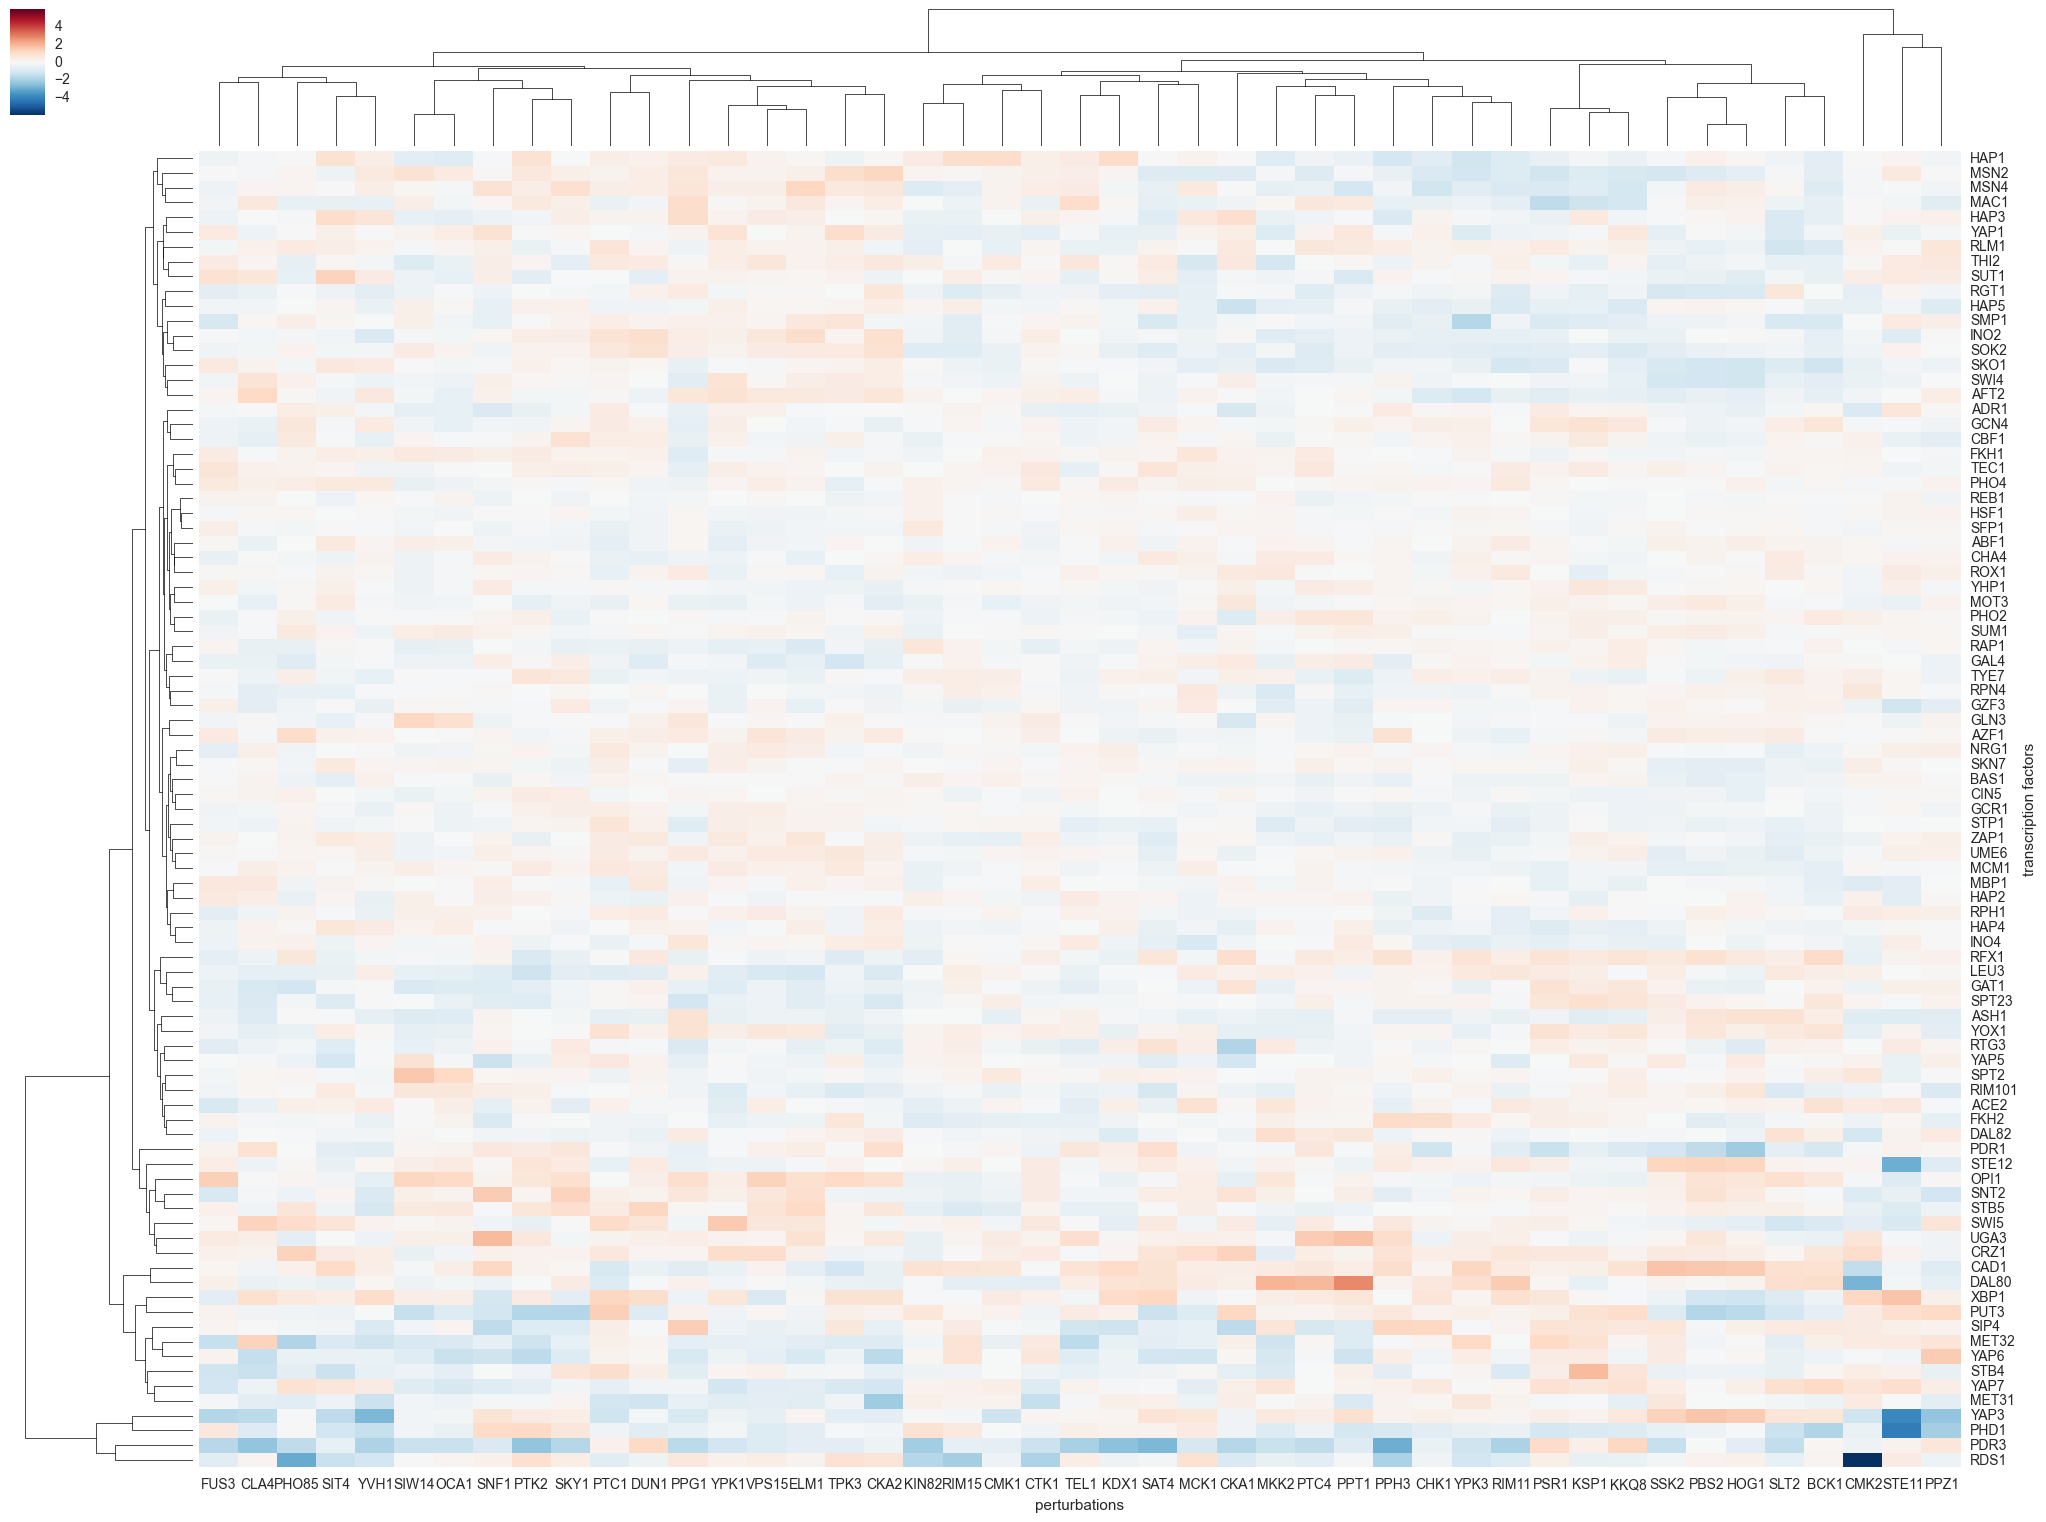 4
2
0
−2
−4
HAP1
MSN2
MSN4
MAC1
HAP3
YAP1
RLM1
THI2
SUT1
RGT1
HAP5
SMP1
INO2
SOK2
SKO1
SWI4
AFT2
ADR1
GCN4
CBF1
FKH1
TEC1
PHO4
REB1
HSF1
SFP1
ABF1
CHA4
ROX1
YHP1
MOT3
PHO2
SUM1
RAP1
GAL4
TYE7
RPN4
GZF3
GLN3
AZF1
NRG1
SKN7
BAS1
CIN5
GCR1
STP1
ZAP1
UME6
MCM1
MBP1
HAP2
RPH1
HAP4
INO4
RFX1
LEU3
GAT1
SPT23
ASH1
YOX1
RTG3
YAP5
SPT2
RIM101
ACE2
FKH2
DAL82
PDR1
STE12
OPI1
SNT2
STB5
SWI5
UGA3
CRZ1
CAD1
DAL80
XBP1
PUT3
SIP4
MET32
YAP6
STB4
YAP7
MET31
YAP3
PHD1
PDR3
RDS1
transcription factors
FUS3 CLA4 PHO85 SIT4 YVH1 SIW14 OCA1 SNF1 PTK2 SKY1 PTC1 DUN1 PPG1 YPK1 VPS15 ELM1 TPK3 CKA2 KIN82 RIM15 CMK1 CTK1 TEL1 KDX1 SAT4 MCK1 CKA1 MKK2 PTC4 PPT1 PPH3 CHK1 YPK3 RIM11 PSR1 KSP1 KKQ8 SSK2 PBS2 HOG1 SLT2 BCK1 CMK2 STE11 PPZ1
perturbations